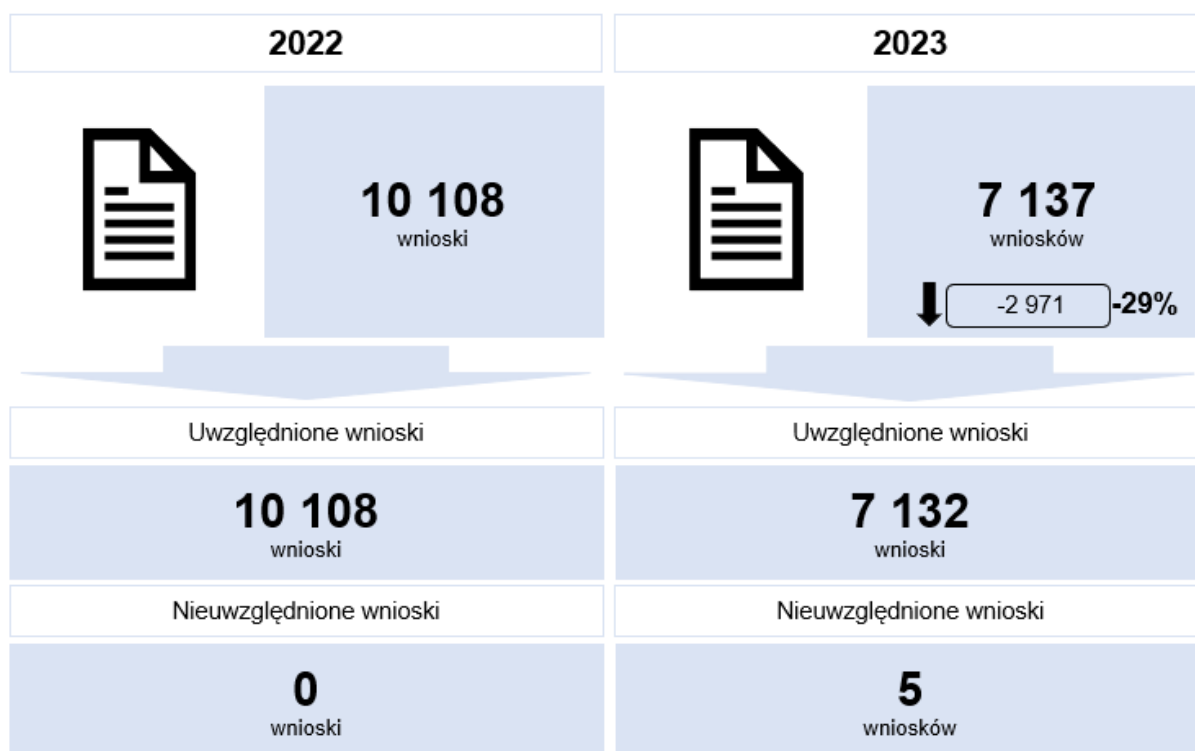 2022
10 108
wnioski
Uwzględnione wnioski
10 108
wnioski
Nieuwzględnione wnioski
0
wnioski
2023
7 137
wniosków
-2 971
-29%
Uwzględnione wnioski
7 132
wnioski
Nieuwzględnione wnioski
5
wniosków